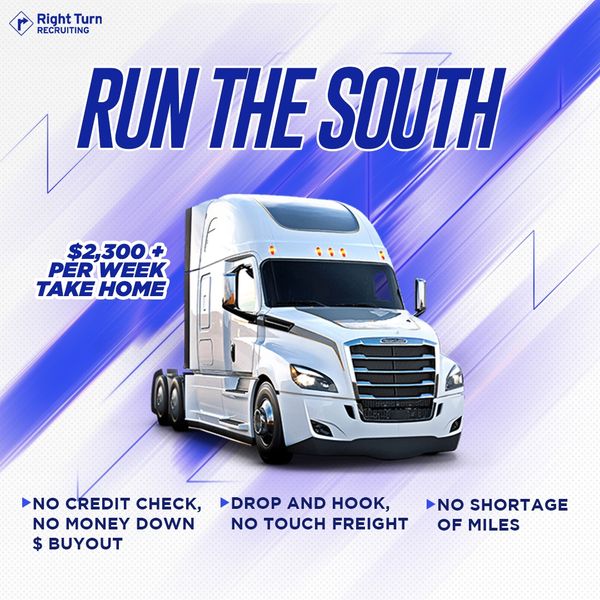 Right Turn
RECRUITING
RUN THE SOUTH
$2,300 +
PER WEEK
TAKE HOME
NO CREDIT CHECK,
NO MONEY DOWN
$ BUYOUT
DROP AND HOOK,
NO TOUCH FREIGHT
NO SHORTAGE
OF MILES